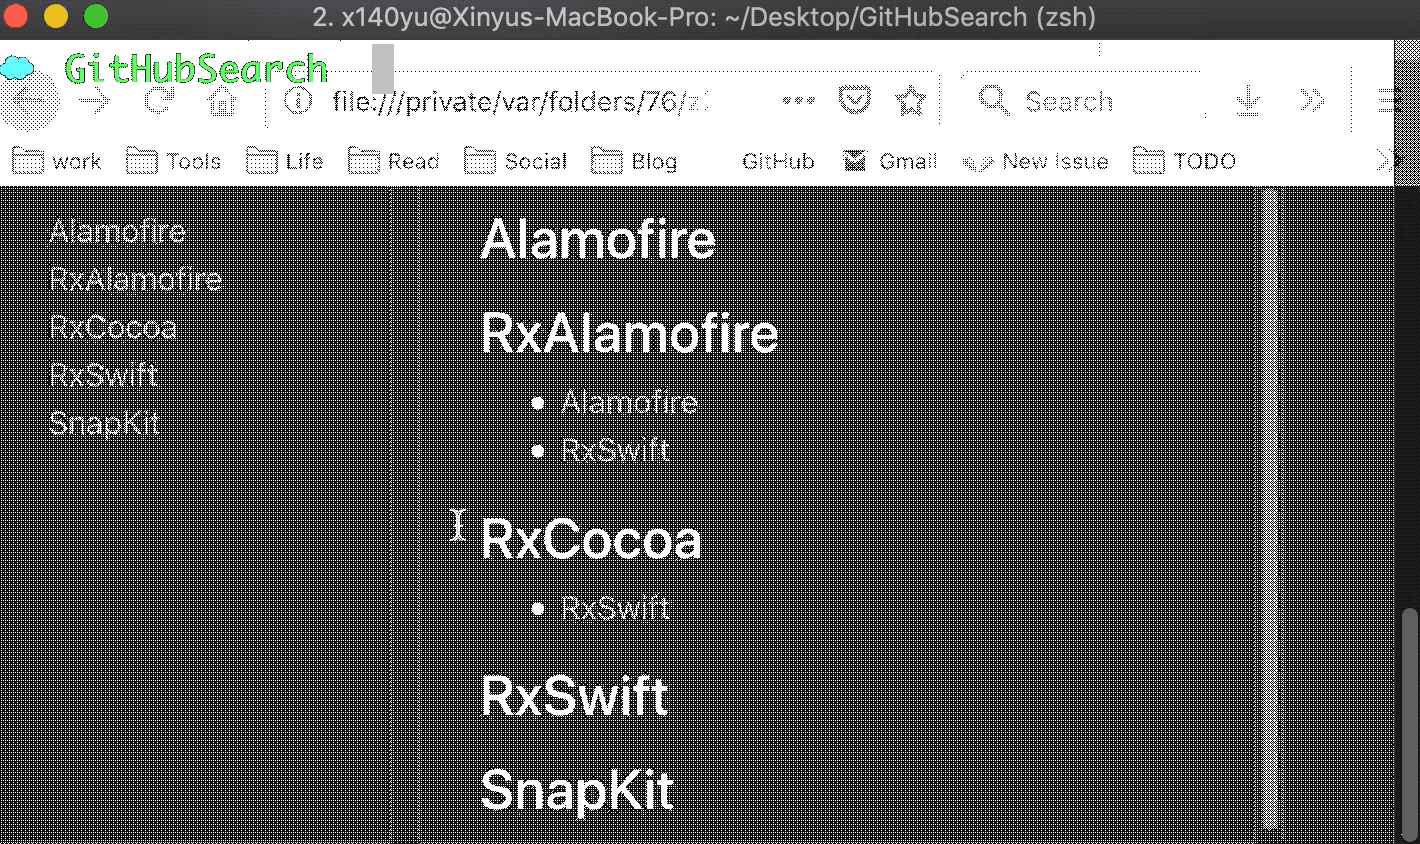 2. x140yu@Xinyus-MacBook-Pro: ~/Desktop/GitHubSearch (zsh)
GitHubSearch
file:///private/var/folders/76/z
Search
work Tools Life Read Social Blog GitHub Gmail New Issue TODO
Alamofire
RxAlamofire
RxCocoa
RxSwift
SnapKit
Alamofire
RxAlamofire
Alamofire
RxSwift
RxCocoa
RxSwift
RxSwift
SnapKit